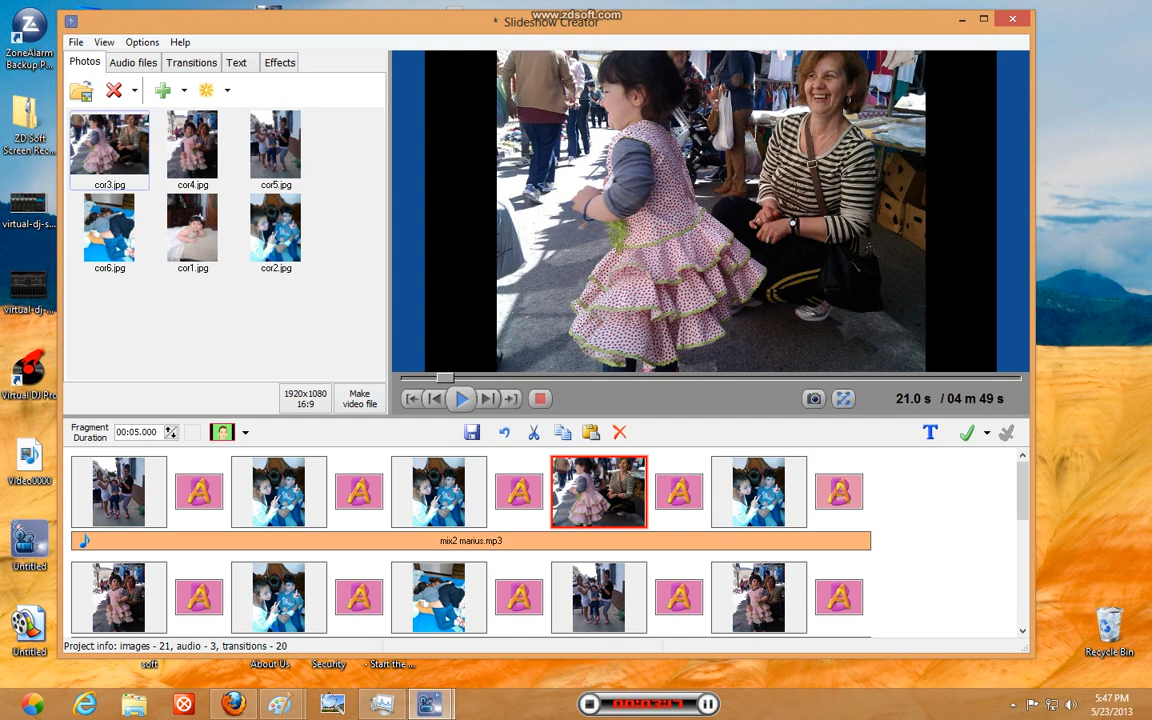 www.zdsoft.com
* Slideshow Creator
File View Options Help
Photos Audio files Transitions Text Effects
cor3.jpg cor4.jpg cor5.jpg
cor6.jpg cor1.jpg cor2.jpg
1920x1080
16:9
Make
video file
21.0 s / 04 m 49 s
Fragment
Duration
00:05.000
T
mix2 marius.mp3
Project info: images - 21, audio - 3, transitions - 20
ZoneAlarm
Backup P...
ZD Soft
Screen Rec...
virtual-dj-s...
virtual-dj-...
Virtual DJ Pro
Video0000
Untitled
Untitled
soft
About Us
Security
- Start the ...
Recycle Bin
5:47 PM
5/23/2013